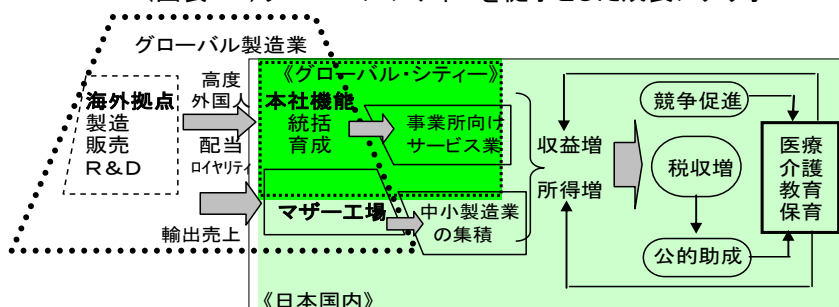 グローバル製造業
海外拠点
製造
販売
R&D
高度
外国人
配当
ロイヤリティ
輸出売上
《グローバル・シティー》
本社機能
統括
育成
事業所向け
サービス業
マザー工場
中小製造業
の集積
収益増
所得増
税収増
競争促進
公的助成
医療
介護
教育
保育
《日本国内》